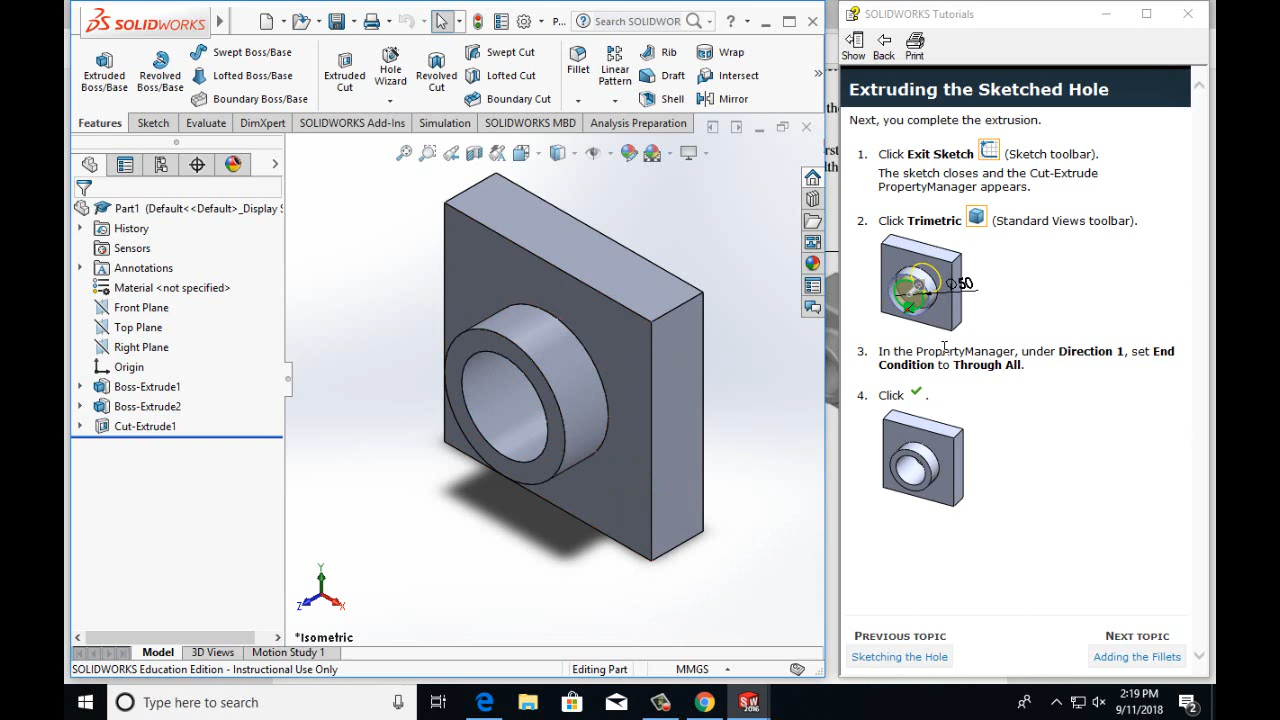 SOLIDWORKS
P...
Search SOLIDWOR
?
Extruded Boss/Base
Revolved Boss/Base
Swept Boss/Base
Lofted Boss/Base
Boundary Boss/Base
Extruded Cut
Hole Wizard
Revolved Cut
Swept Cut
Lofted Cut
Boundary Cut
Fillet
Linear Pattern
Rib
Draft
Shell
Wrap
Intersect
Mirror
Features Sketch Evaluate DimXpert SOLIDWORKS Add-Ins Simulation SOLIDWORKS MBD Analysis Preparation
Part1 (Default<<Default>_Display S
History
Sensors
Annotations
Material <not specified>
Front Plane
Top Plane
Right Plane
Origin
Boss-Extrude1
Boss-Extrude2
Cut-Extrude1
Y
Z
X
*Isometric
Model 3D Views Motion Study 1
SOLIDWORKS Education Edition - Instructional Use Only Editing Part MMGS
SOLIDWORKS Tutorials
Show Back Print
Extruding the Sketched Hole
Next, you complete the extrusion.
1. Click Exit Sketch (Sketch toolbar).
The sketch closes and the Cut-Extrude
PropertyManager appears.
2. Click Trimetric (Standard Views toolbar).
50
3. In the PropertyManager, under Direction 1, set End
Condition to Through All.
4. Click .
PREVIOUS TOPIC NEXT TOPIC
Sketching the Hole Adding the Fillets
Type here to search
SW
2016
2:19 PM
9/11/2018
2